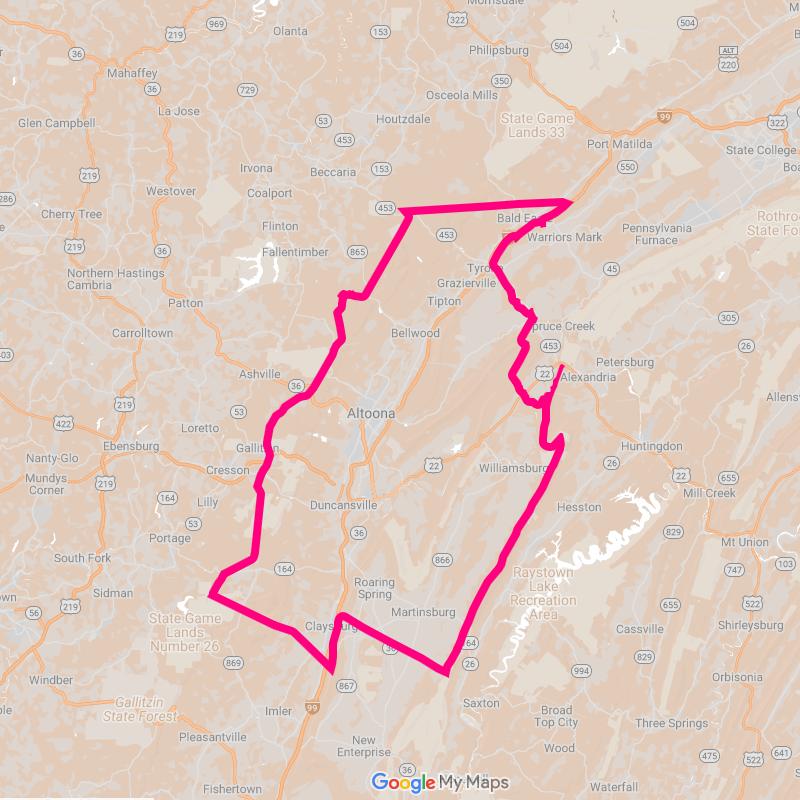 Morrisdale
Olanta
969
322
219
153
504
504
Philipsburg
ALT
220
36
Mahaffey
36
729
350
Osceola Mills
La Jose
State Game
Lands 33
99
322
Glen Campbell
53
Houtzdale
453
Port Matilda
State College
550
219
Irvona
Beccaria
153
286
Westover
Coalport
Cherry Tree
453
Flinton
Pennsylvania
Furnace
219
36
Fallentimber
865
453
Warriors Mark
Northern Hastings
Cambria
45
Grazierville
Tipton
Patton
305
Carrolltown
Bellwood
Spruce Creek
26
403
453
Petersburg
Ashville
36
22
Alexandria
219
53
Altoona
422
Loretto
Ebensburg
Gallitzin
Huntingdon
Nanty-Glo
Cresson
22
Williamsburg
26
Mundys
Corner
219
22
655
Mill Creek
164
Lilly
Duncansville
Hesston
53
Portage
36
829
Mt Union
South Fork
866
164
Raystown
Lake
Recreation
Area
747
103
Sidman
Roaring
Spring
56
219
655
522
State Game
Lands
Number 26
Martinsburg
Claysburg
Cassville
Shirleysburg
869
829
26
Windber
994
867
Orbisonia
Gallitzin
State Forest
Saxton
Imler
99
Broad
Top City
Three Springs
Pleasantville
New
Enterprise
Wood
475
522
641
36
Fishertown
Waterfall
Google My Maps